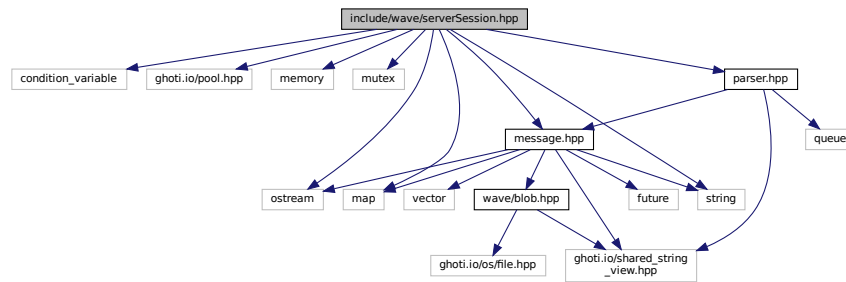 include/wave/serverSession.hpp
condition_variable
ghoti.io/pool.hpp
memory
mutex
parser.hpp
message.hpp
queue
ostream
map
vector
wave/blob.hpp
future
string
ghoti.io/os/file.hpp
ghoti.io/shared_string
_view.hpp